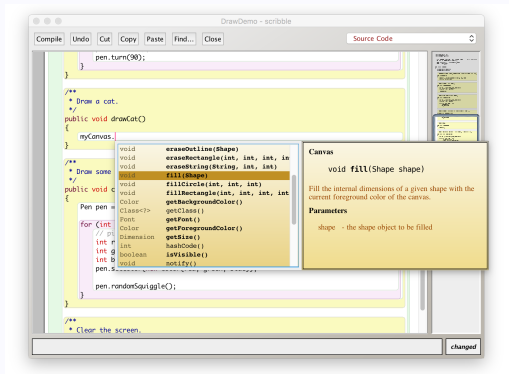 DrawDemo - scribble
Compile Undo Cut Copy Paste Find... Close Source Code
pen.turn(90);
}
}
/**
* Draw a cat.
*/
public void drawCat()
{
myCanvas.
}
/**
* Draw some
*/
public void c
{
Pen pen =
for (int
// pi
int r
int g
int b
pen.randomSquiggle();
}
}
/**
* Clear the screen.
void eraseOutline(Shape)
void eraseRectangle(int, int, int, in
void eraseString(String, int, int)
void fill(Shape)
void fillCircle(int, int, int)
void fillRectangle(int, int, int, int
Color getBackgroundColor()
Class<?> getClass()
Font getFont()
Color getForegroundColor()
Dimension getSize()
int hashCode()
boolean isVisible()
void notify()
Canvas
void fill(Shape shape)
Fill the internal dimensions of a given shape with the
current foreground color of the canvas.
Parameters
shape - the shape object to be filled
changed